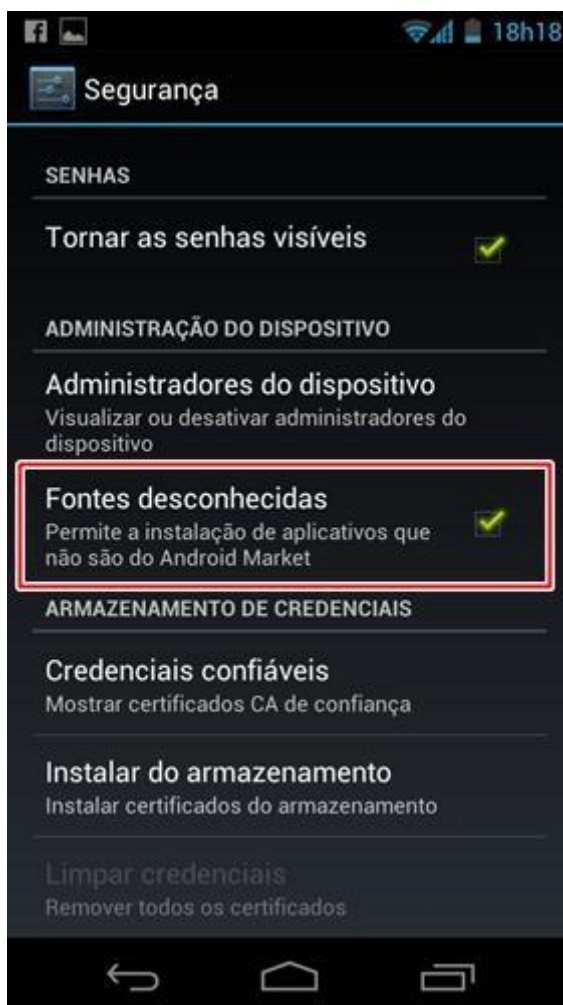 18h18
Segurança
SENHAS
Tornar as senhas visíveis
ADMINISTRAÇÃO DO DISPOSITIVO
Administradores do dispositivo
Visualizar ou desativar administradores do
dispositivo
Fontes desconhecidas
Permite a instalação de aplicativos que
não são do Android Market
ARMAZENAMENTO DE CREDENCIAIS
Credenciais confiáveis
Mostrar certificados CA de confiança
Instalar do armazenamento
Instalar certificados do armazenamento
Limpar credenciais
Remover todos os certificados